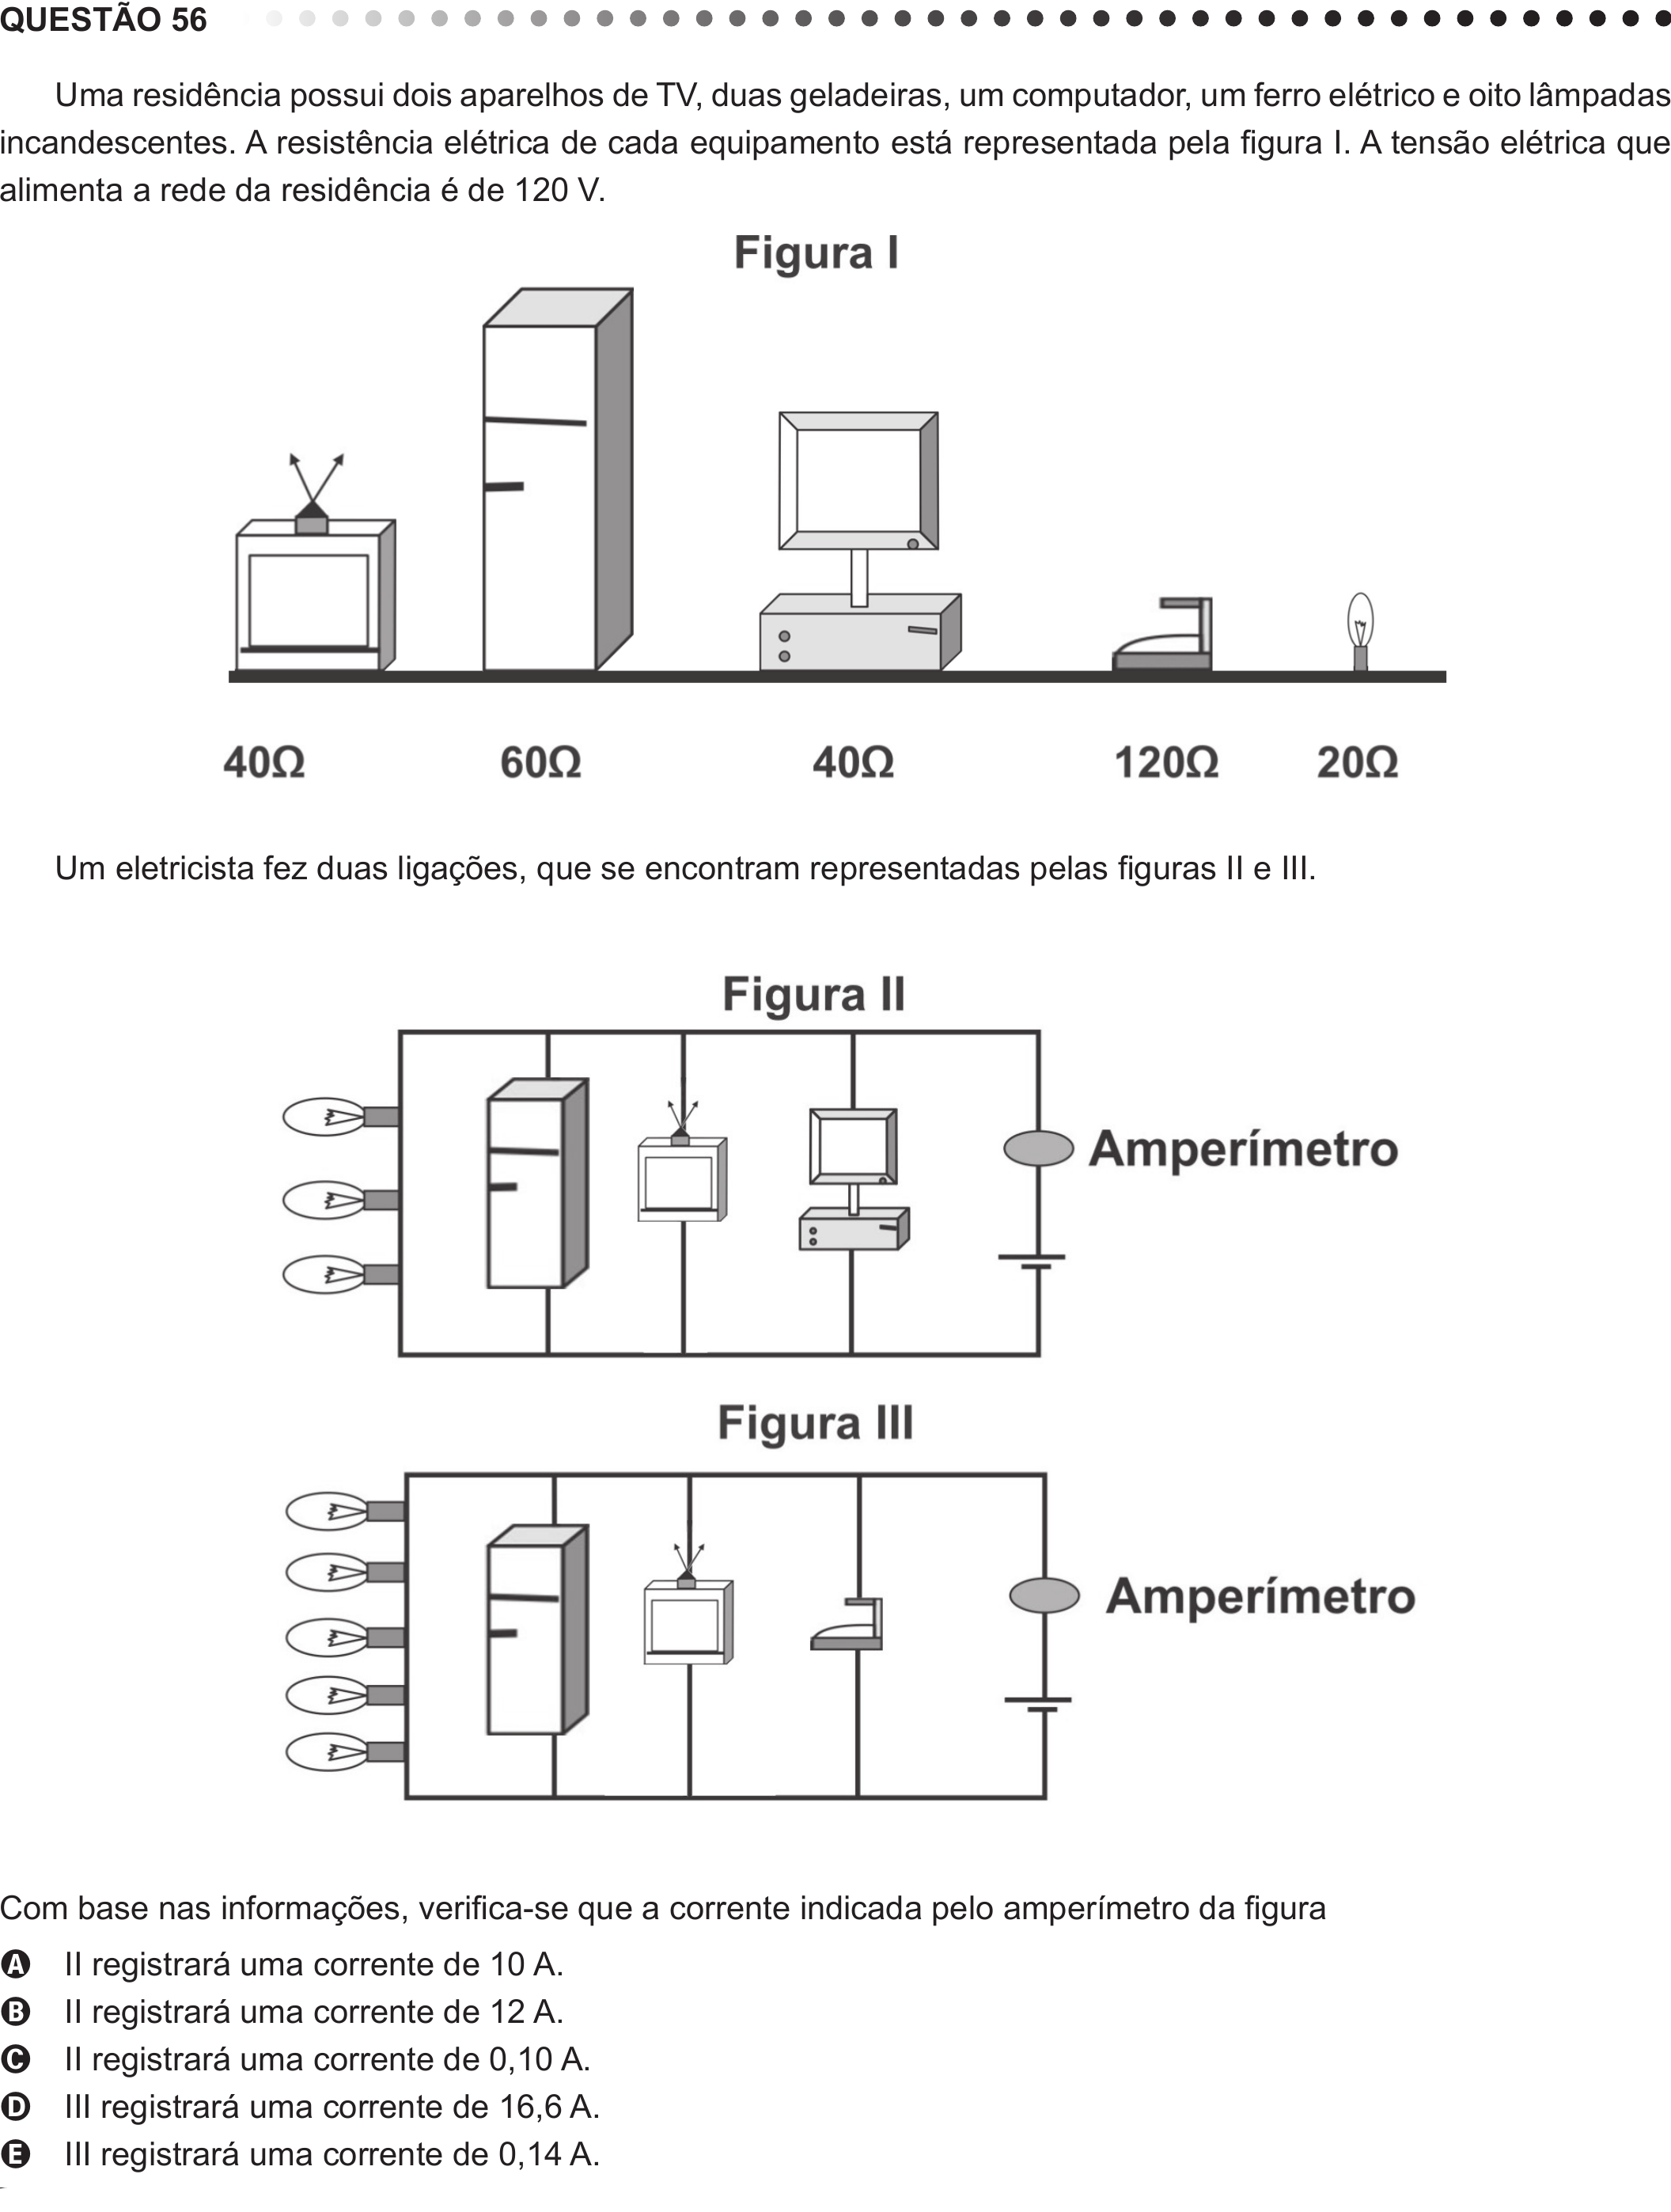 QUESTÃO 56
Uma residência possui dois aparelhos de TV, duas geladeiras, um computador, um ferro elétrico e oito lâmpadas
incandescentes. A resistência elétrica de cada equipamento está representada pela figura I. A tensão elétrica que
alimenta a rede da residência é de 120 V.
Figura I
40Ω 60Ω 40Ω 120Ω 20Ω
Um eletricista fez duas ligações, que se encontram representadas pelas figuras II e III.
Figura II
Amperímetro
Figura III
Amperímetro
Com base nas informações, verifica-se que a corrente indicada pelo amperímetro da figura
A II registrará uma corrente de 10 A.
B II registrará uma corrente de 12 A.
C II registrará uma corrente de 0,10 A.
D III registrará uma corrente de 16,6 A.
E III registrará uma corrente de 0,14 A.